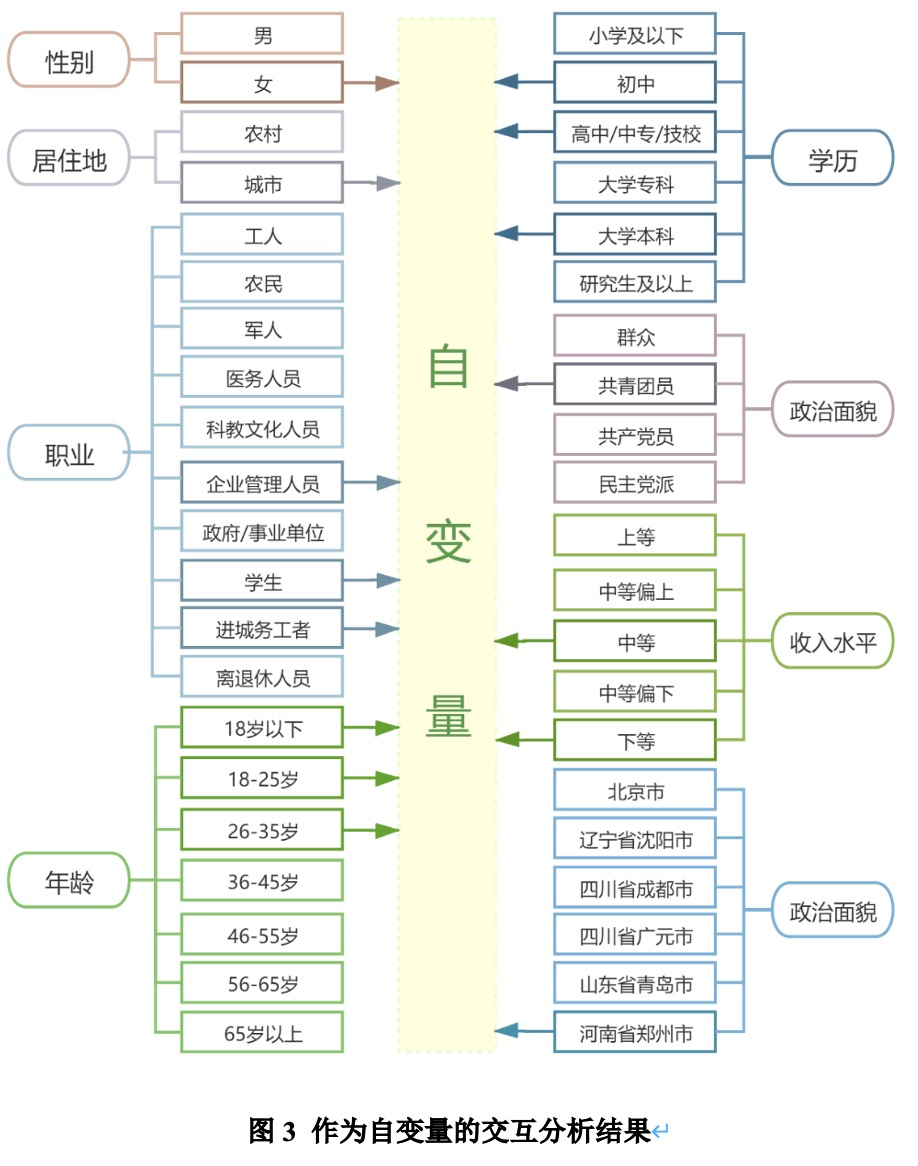 性别
男
女
居住地
农村
城市
职业
工人
农民
军人
医务人员
科教文化人员
企业管理人员
政府/事业单位
学生
进城务工者
离退休人员
年龄
18岁以下
18-25岁
26-35岁
36-45岁
46-55岁
56-65岁
65岁以上
自
变
量
小学及以下
初中
高中/中专/技校
大学专科
大学本科
研究生及以上
学历
群众
共青团员
共产党员
民主党派
政治面貌
上等
中等偏上
中等
中等偏下
下等
收入水平
北京市
辽宁省沈阳市
四川省成都市
四川省广元市
山东省青岛市
河南省郑州市
政治面貌
图 3 作为自变量的交互分析结果↵